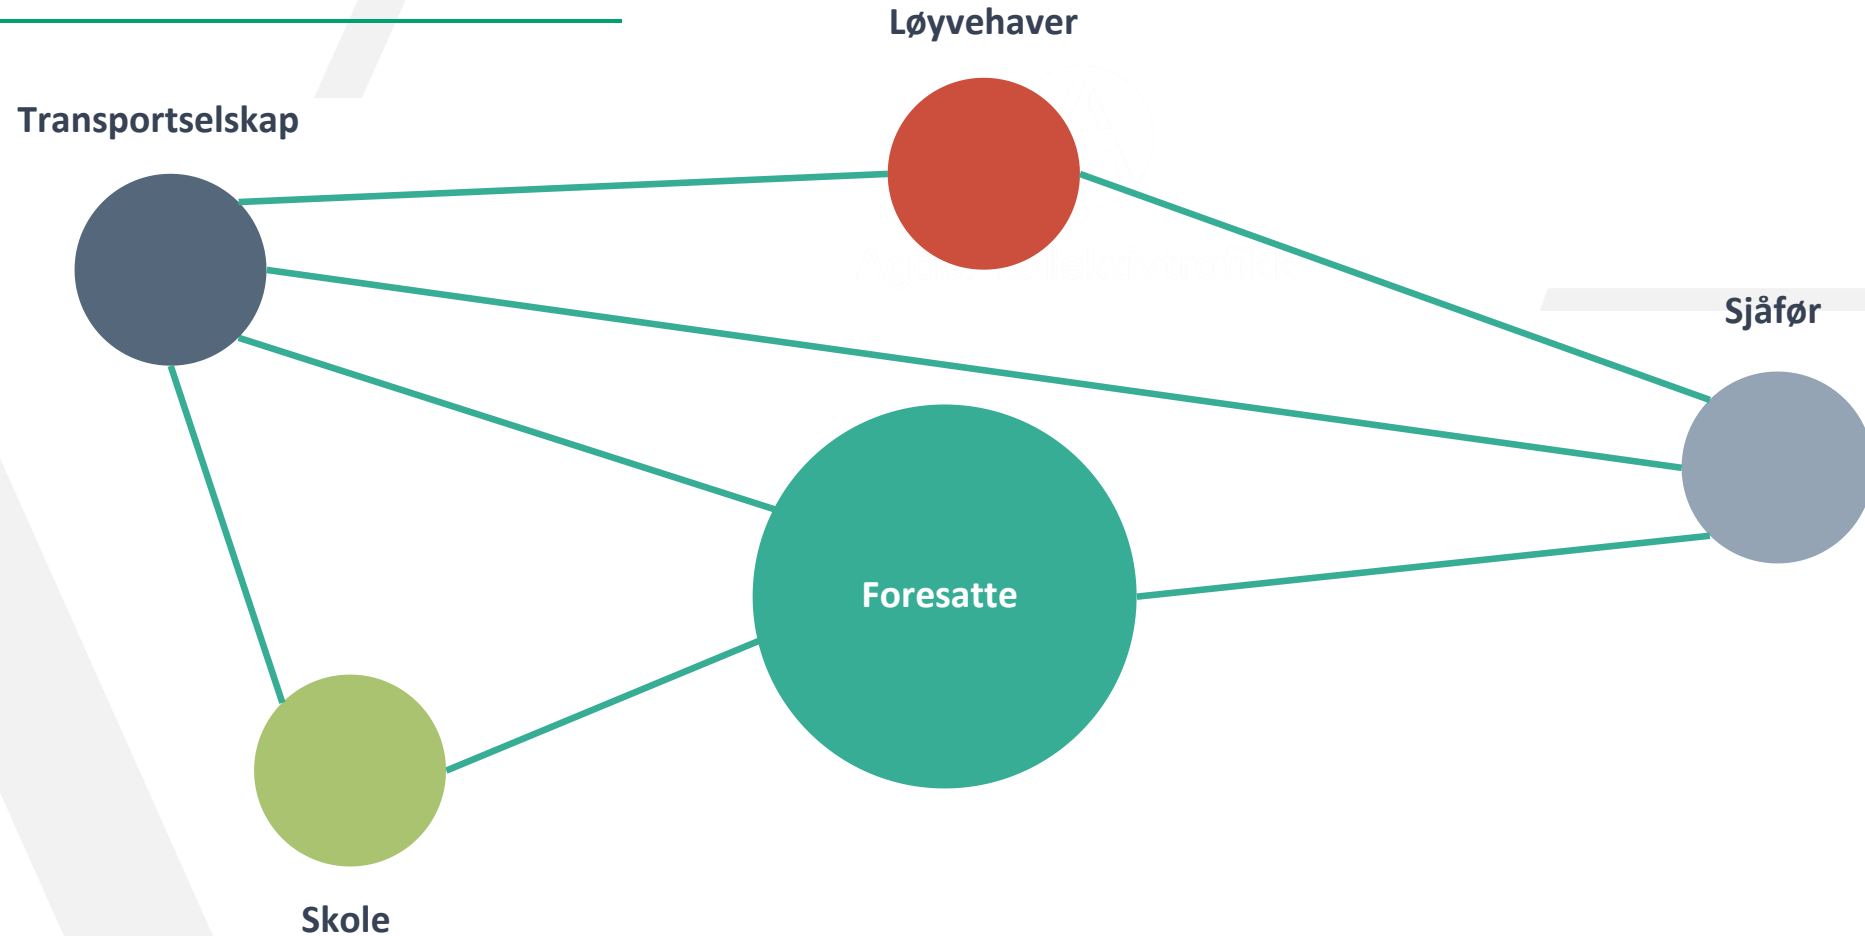 Løyvehaver
Transportselskap
Sjåfør
Foresatte
Skole